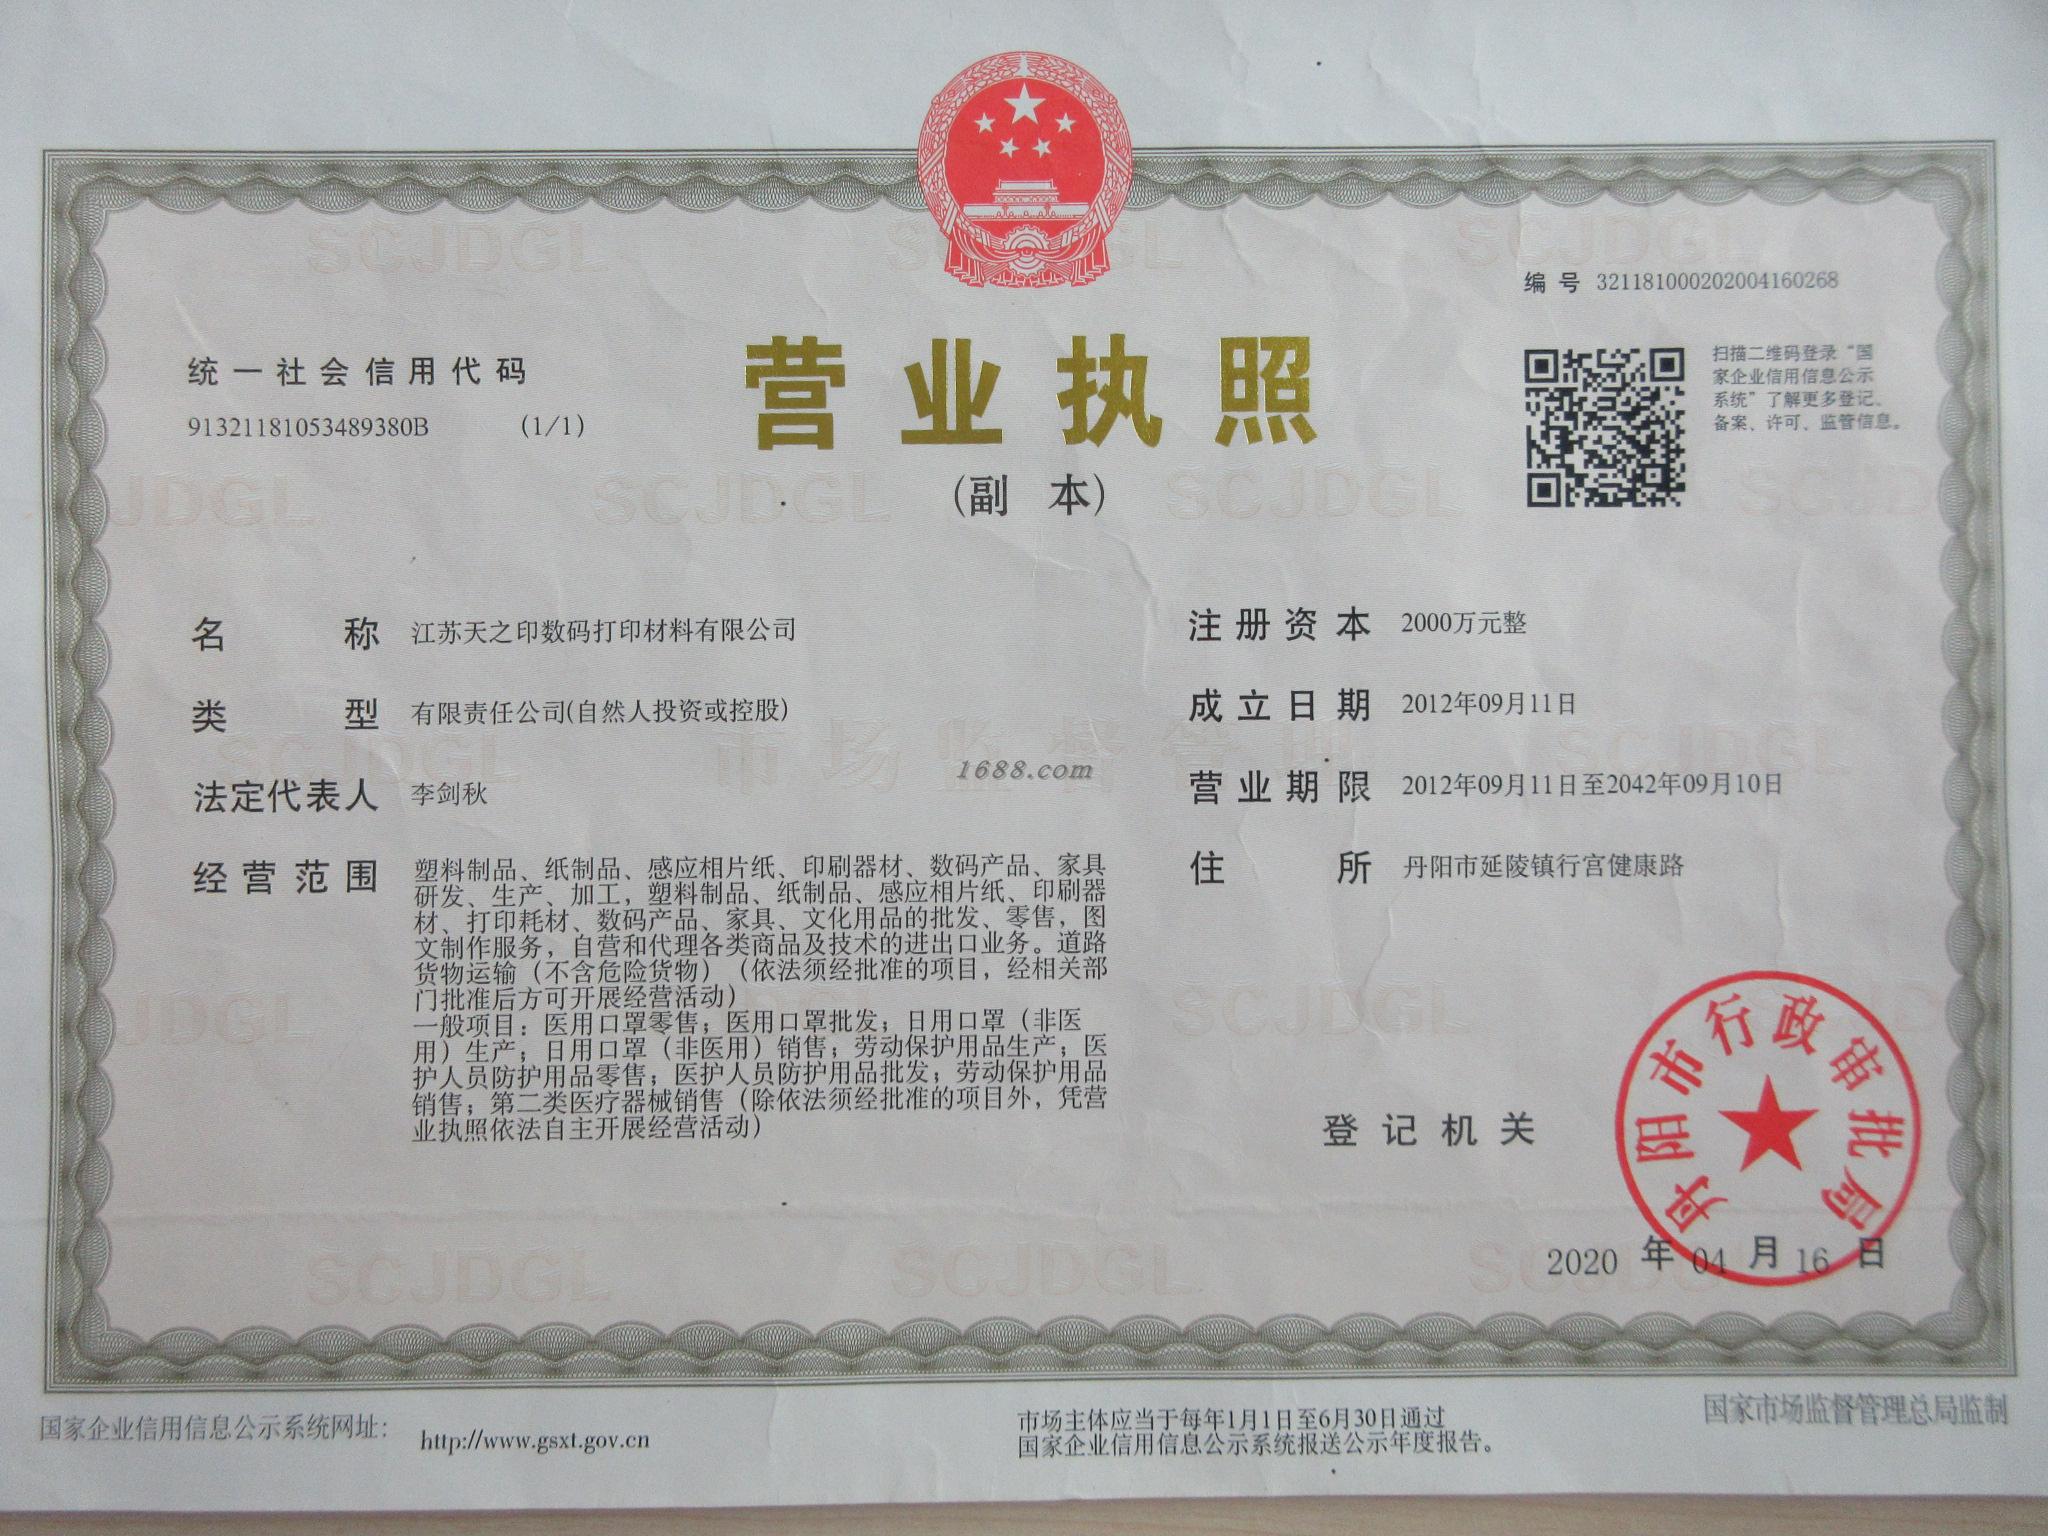 编号 321181000202004160268
统一社会信用代码
91321181053489380B (1/1)
营业执照
(副 本)
扫描二维码登录“国
家企业信用信息公示
系统”了解更多登记、
备案、许可、监管信息。
名称 江苏天之印数码打印材料有限公司
类型 有限责任公司(自然人投资或控股)
法定代表人 李剑秋
经营范围 塑料制品、纸制品、感应相片纸、印刷器材、数码产品、家具
研发、生产、加工，塑料制品、纸制品、感应相片纸、印刷器
材、打印耗材、数码产品、家具、文化用品的批发、零售，图
文制作服务，自营和代理各类商品及技术的进出口业务。道路
货物运输（不含危险货物）（依法须经批准的项目，经相关部
门批准后方可开展经营活动）
一般项目：医用口罩零售；医用口罩批发；日用口罩（非医
用）生产；日用口罩（非医用）销售；劳动保护用品生产；医
护人员防护用品零售；医护人员防护用品批发；劳动保护用品
销售；第二类医疗器械销售（除依法须经批准的项目外，凭营
业执照依法自主开展经营活动）
注册资本 2000万元整
成立日期 2012年09月11日
营业期限 2012年09月11日至2042年09月10日
住所 丹阳市延陵镇行宫健康路
1688.com
登记机关
丹阳市行政审批局
2020 年 04 月 16 日
国家企业信用信息公示系统网址： http://www.gsxt.gov.cn
市场主体应当于每年1月1日至6月30日通过
国家企业信用信息公示系统报送公示年度报告。
国家市场监督管理总局监制
SCJDGL
市场监督管理